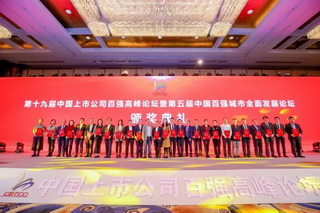 第十九届中国上市公司百强高峰论坛暨第五届中国百强城市全面发展论坛
颁奖典礼
中国上市公司百强高峰论坛